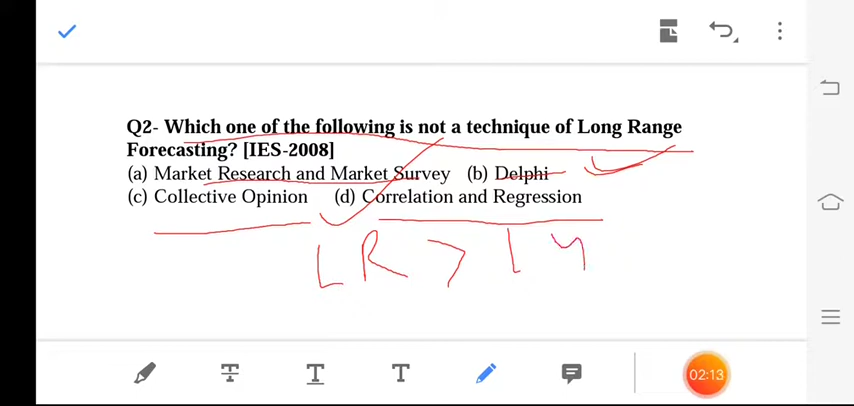 Q2- Which one of the following is not a technique of Long Range
Forecasting? [IES-2008]
(a) Market Research and Market Survey (b) Delphi
(c) Collective Opinion (d) Correlation and Regression
LR > 1 y
T T T
02:13